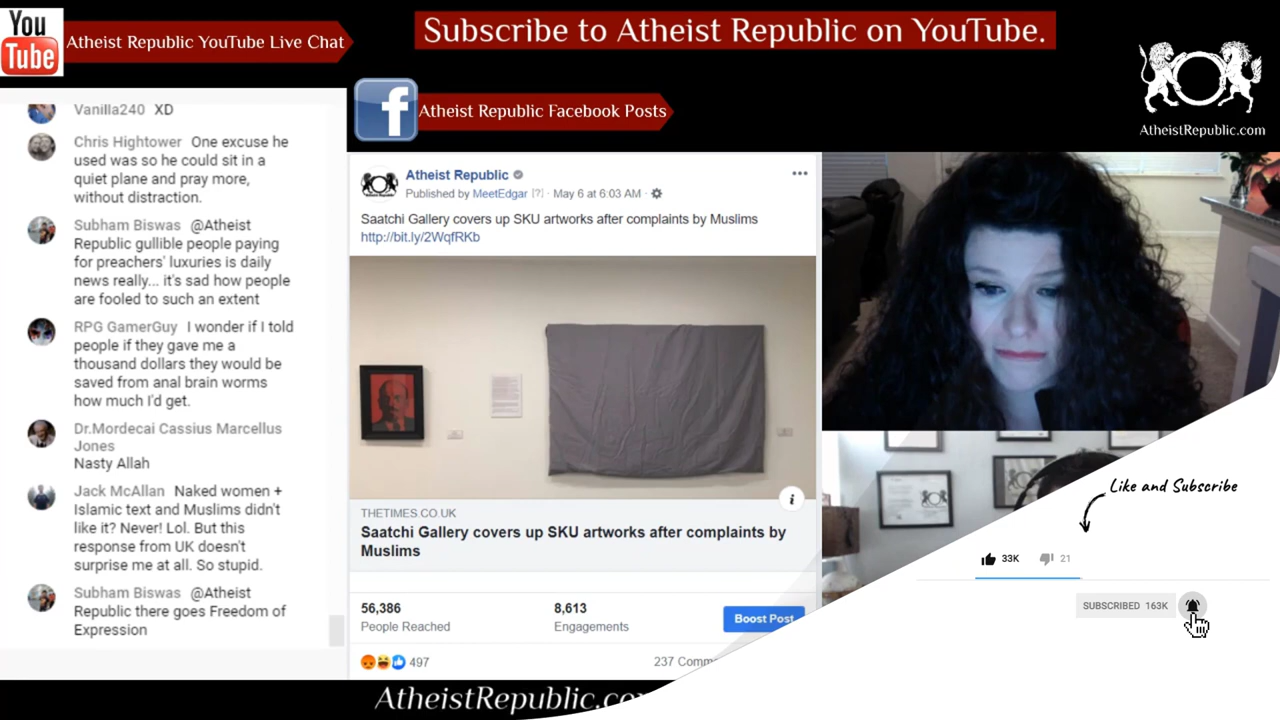 You
Tube
Atheist Republic YouTube Live Chat
Subscribe to Atheist Republic on YouTube.
AtheistRepublic.com
Atheist Republic Facebook Posts
Vanilla240 XD
Chris Hightower One excuse he
used was so he could sit in a
quiet plane and pray more,
without distraction.
Subham Biswas @Atheist
Republic gullible people paying
for preachers' luxuries is daily
news really... it's sad how people
are fooled to such an extent
RPG GamerGuy I wonder if I told
people if they gave me a
thousand dollars they would be
saved from anal brain worms
how much I'd get.
Dr.Mordecai Cassius Marcellus
Jones
Nasty Allah
Jack McAllan Naked women +
Islamic text and Muslims didn't
like it? Never! Lol. But this
response from UK doesn't
surprise me at all. So stupid.
Subham Biswas @Atheist
Republic there goes Freedom of
Expression
f
Atheist Republic
Published by MeetEdgar [?] · May 6 at 6:03 AM ·
Saatchi Gallery covers up SKU artworks after complaints by Muslims
http://bit.ly/2WqfRKb
i
THETIMES.CO.UK
Saatchi Gallery covers up SKU artworks after complaints by
Muslims
56,386
People Reached
8,613
Engagements
Boost Post
497
237
Like and Subscribe
33K
21
SUBSCRIBED 163K